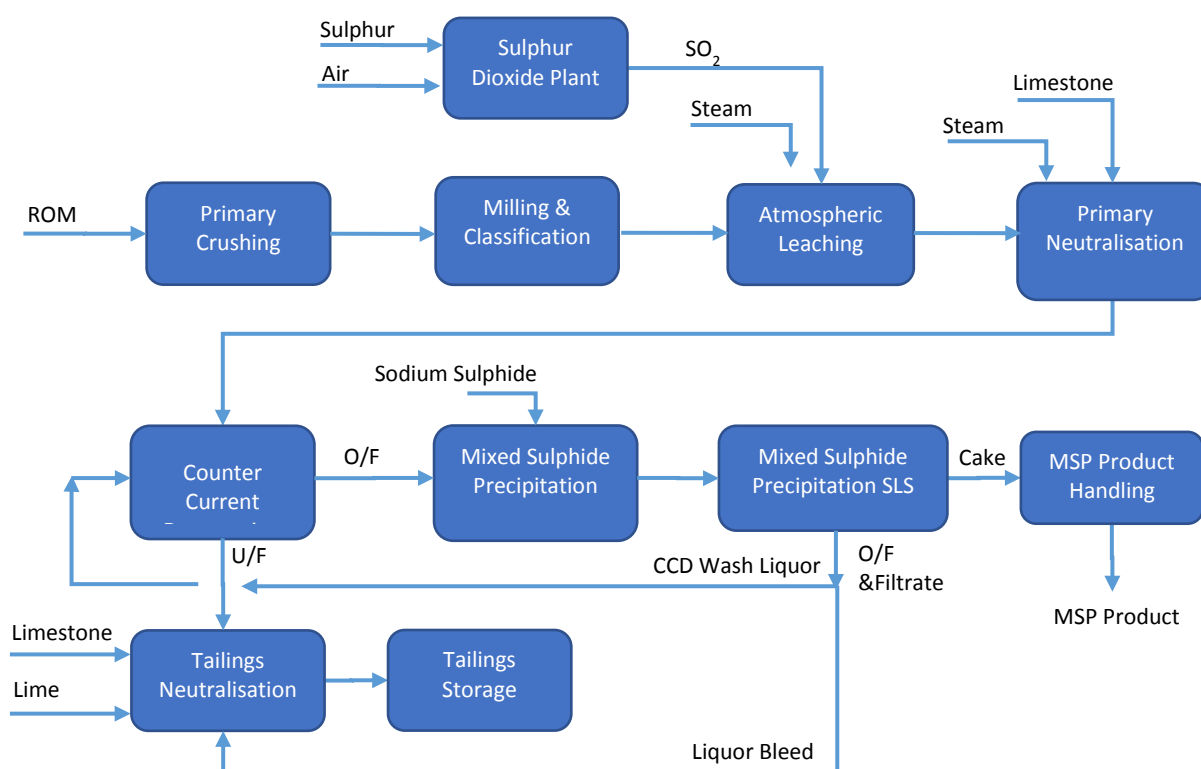 Sulphur
Air
Sulphur
Dioxide Plant
SO2
Steam
Limestone
Steam
ROM
Primary
Crushing
Milling &
Classification
Atmospheric
Leaching
Primary
Neutralisation
Sodium Sulphide
Counter
Current
O/F
Mixed Sulphide
Precipitation
Mixed Sulphide
Precipitation SLS
Cake
MSP Product
Handling
U/F
CCD Wash Liquor
O/F
&Filtrate
MSP Product
Limestone
Lime
Tailings
Neutralisation
Tailings
Storage
Liquor Bleed